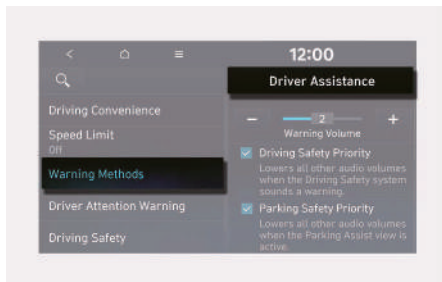 12:00
Driver Assistance
Driving Convenience
Speed Limit
Off
Warning Methods
Driver Attention Warning
Driving Safety
2
Warning Volume
Driving Safety Priority
Lowers all other audio volumes
when the Driving Safety system
sounds a warning.
Parking Safety Priority
Lowers all other audio volumes
when the Parking Assist view is
active.